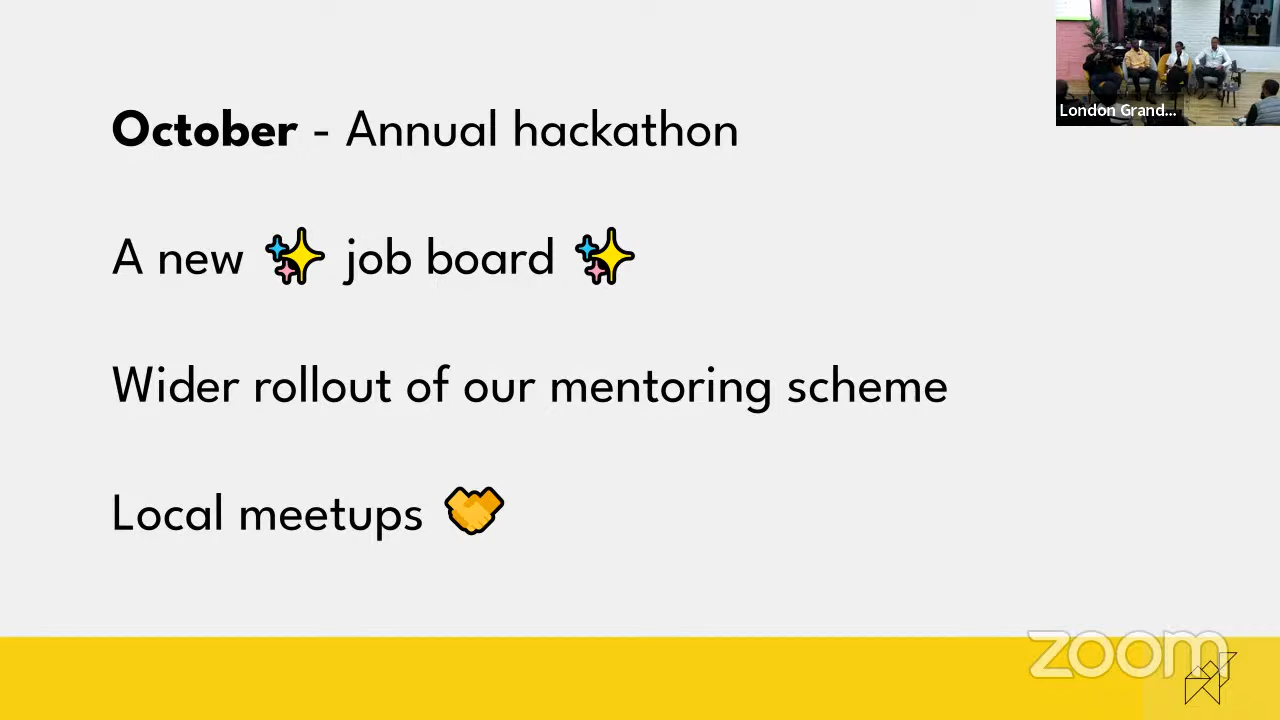 London Grand...
October - Annual hackathon
A new ✨ job board ✨
Wider rollout of our mentoring scheme
Local meetups 🤝
zoom